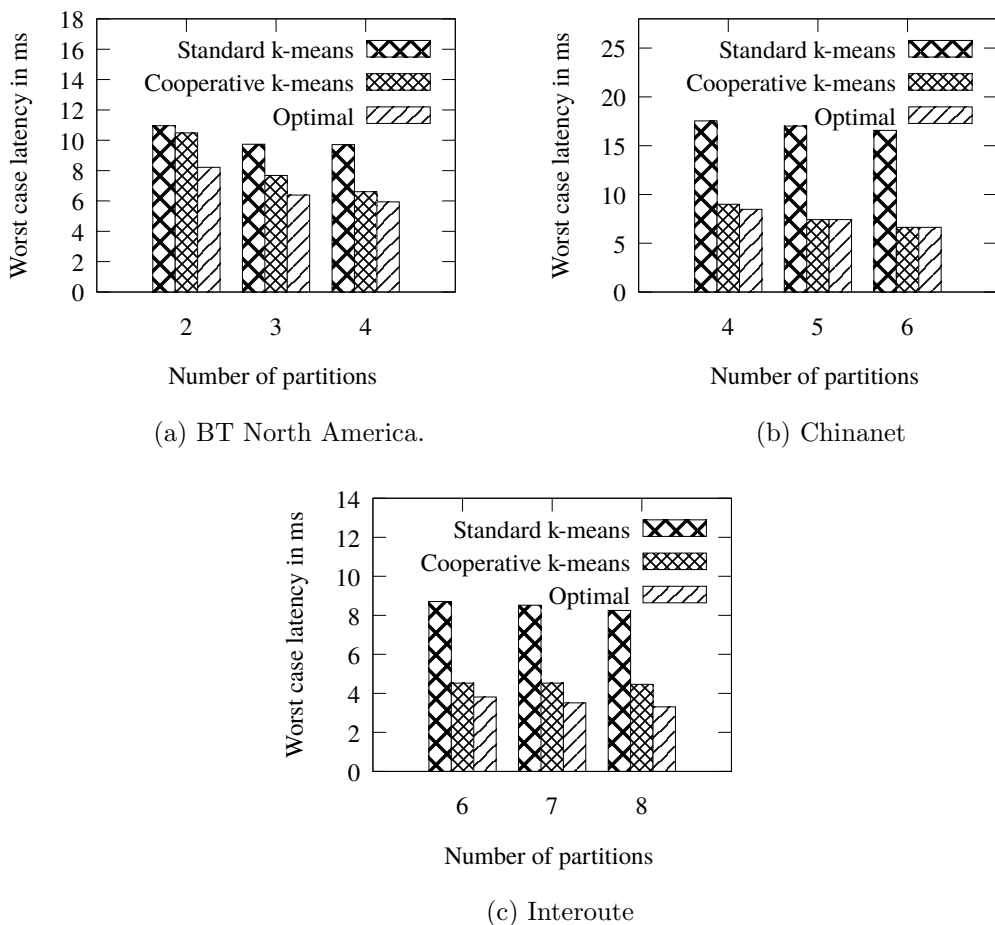 Worst case latency in ms
18
16
14
12
10
8
6
4
2
0
Standard k-means
Cooperative k-means
Optimal
2 3 4
Number of partitions
(a) BT North America.
Worst case latency in ms
25
20
15
10
5
0
Standard k-means
Cooperative k-means
Optimal
4 5 6
Number of partitions
(b) Chinanet
Worst case latency in ms
14
12
10
8
6
4
2
0
Standard k-means
Cooperative k-means
Optimal
6 7 8
Number of partitions
(c) Interoute